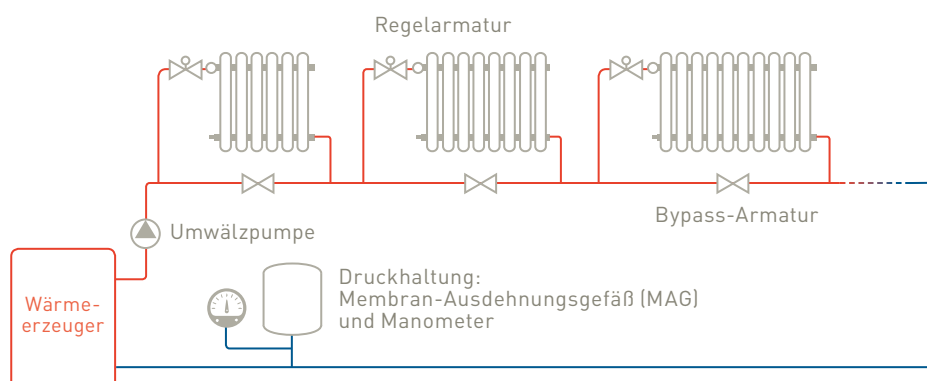 Regelarmatur
Bypass-Armatur
Umwälzpumpe
Druckhaltung:
Membran-Ausdehnungsgefäß (MAG)
und Manometer
Wärme-
erzeuger